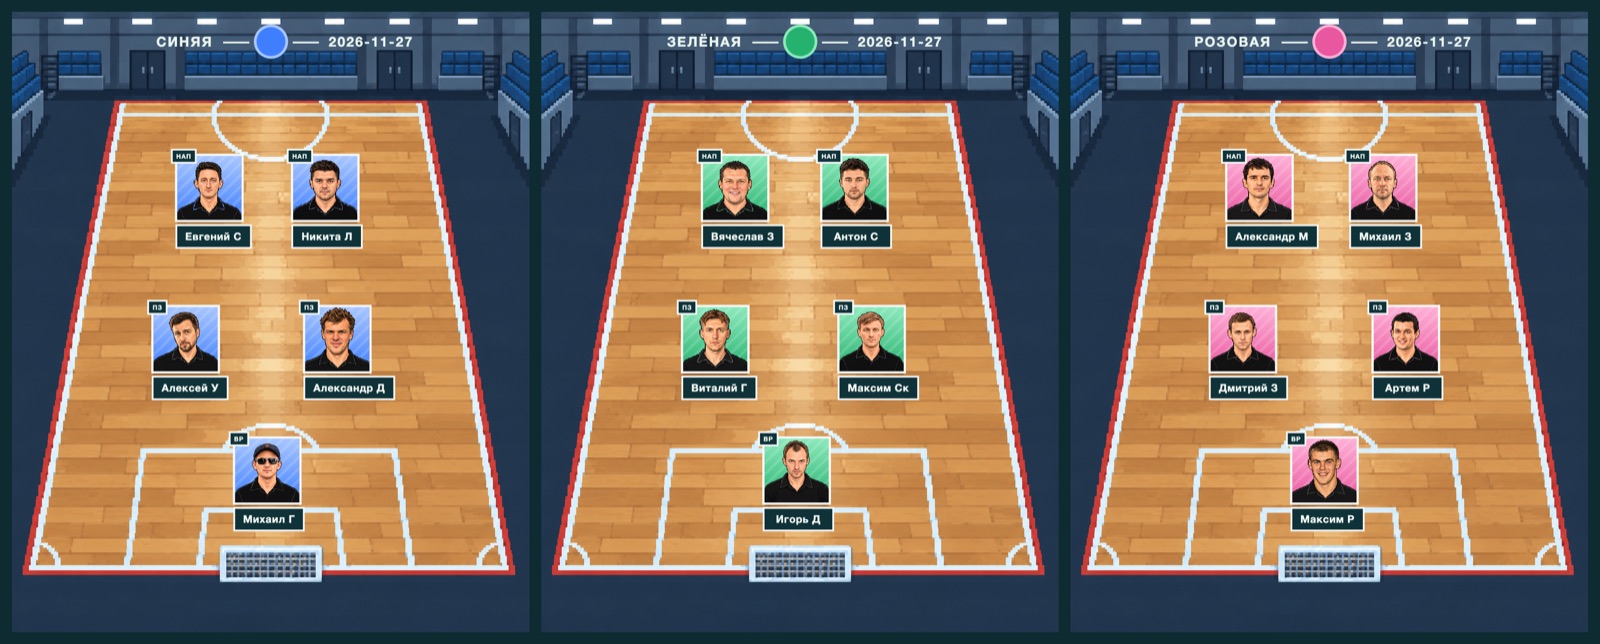 СИНЯЯ 2026-11-27
НАП НАП
Евгений С Никита Л
ПЗ ПЗ
Алексей У Александр Д
ВР
Михаил Г
ЗЕЛЁНАЯ 2026-11-27
НАП НАП
Вячеслав З Антон С
ПЗ ПЗ
Виталий Г Максим Ск
ВР
Игорь Д
РОЗОВАЯ 2026-11-27
НАП НАП
Александр М Михаил З
ПЗ ПЗ
Дмитрий З Артем Р
ВР
Максим Р